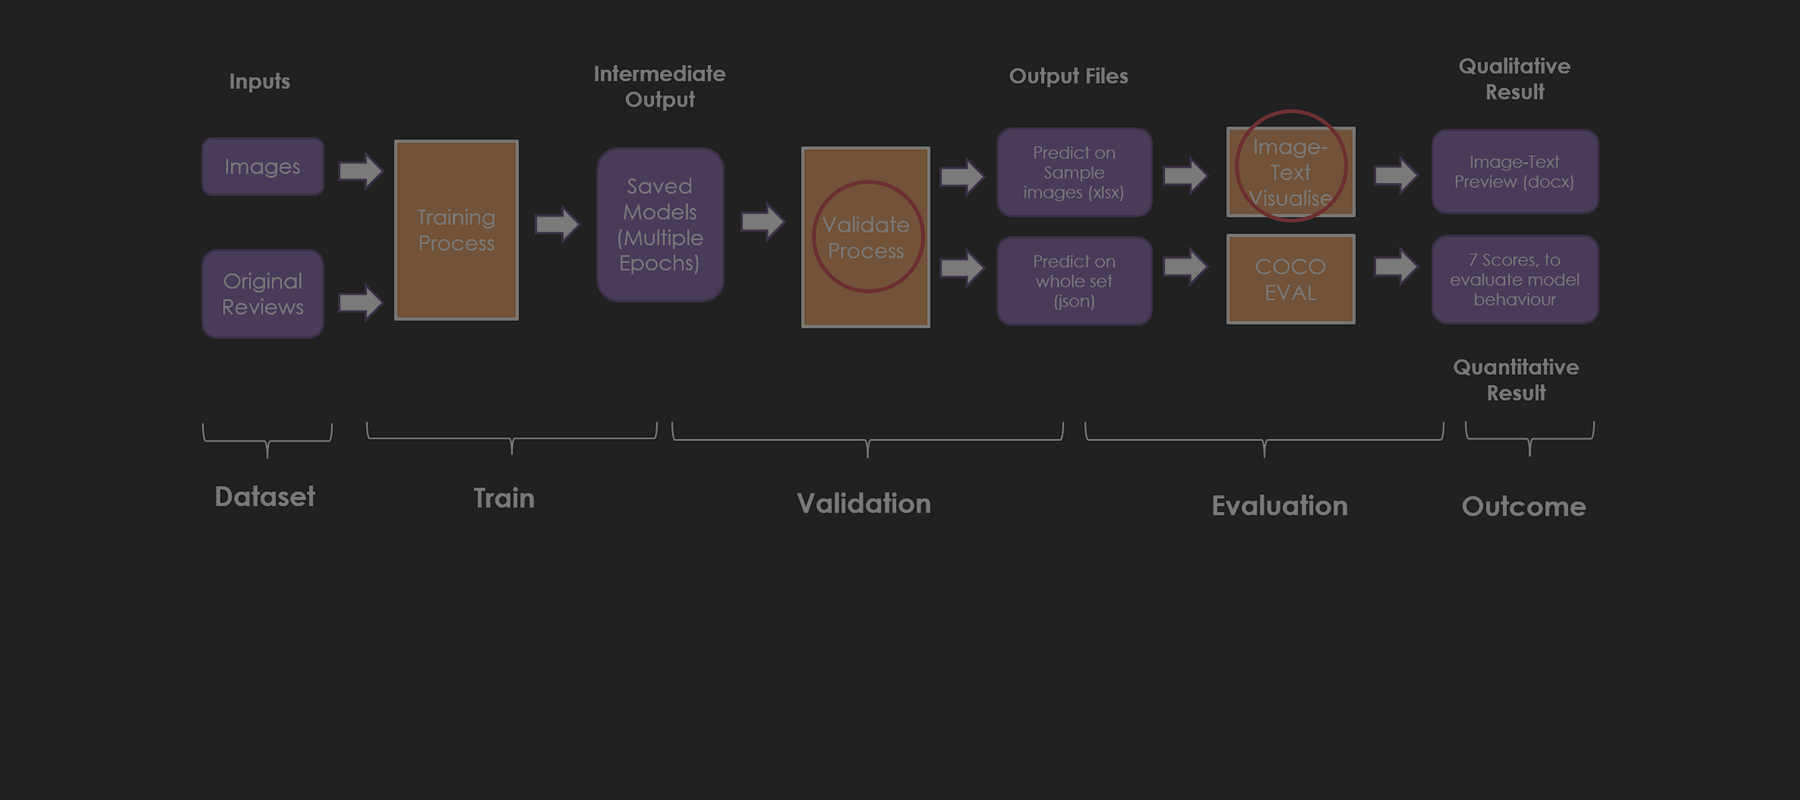 Inputs
Images
Original
Reviews
Training
Process
Intermediate
Output
Saved
Models
(Multiple
Epochs)
Validate
Process
Output Files
Predict on
Sample
images (xlsx)
Predict on
whole set
(json)
Image-
Text
Visualise
COCO
EVAL
Qualitative
Result
Image-Text
Preview (docx)
7 Scores, to
evaluate model
behaviour
Quantitative
Result
Dataset
Train
Validation
Evaluation
Outcome